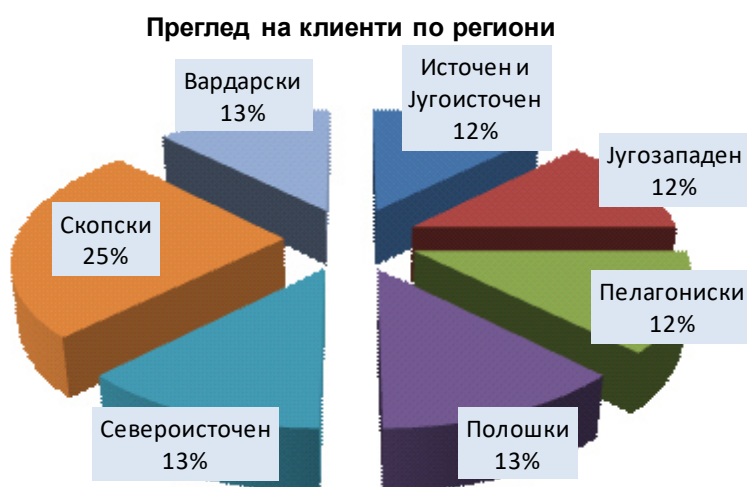 Преглед на клиенти по региони
Источен и
Југоисточен
12%
Југозападен
12%
Пелагониски
12%
Полошки
13%
Североисточен
13%
Скопски
25%
Вардарски
13%